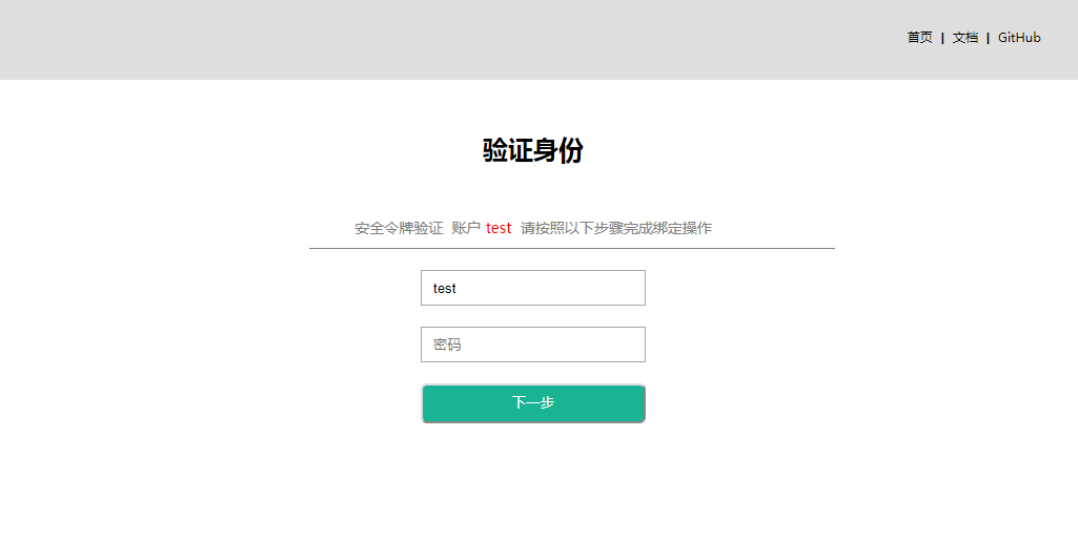 首页 | 文档 | GitHub
验证身份
安全令牌验证 账户 test 请按照以下步骤完成绑定操作
test
密码
下一步